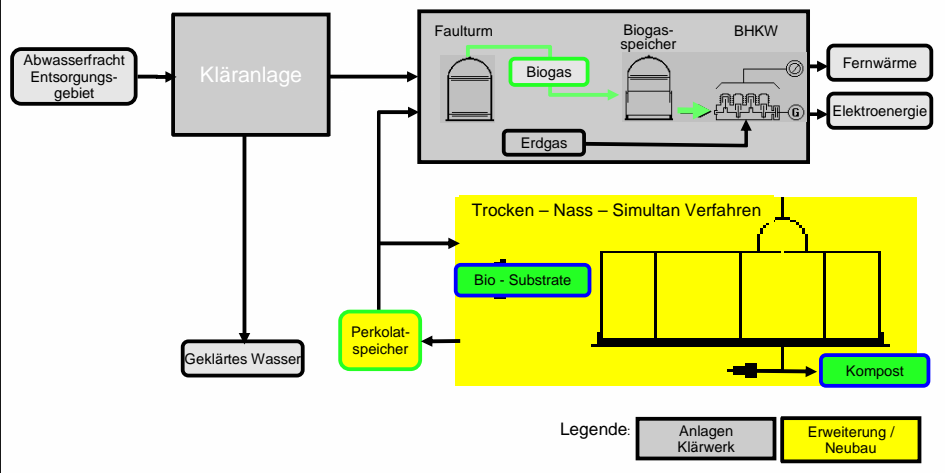 Abwasserfracht
Entsorgungs-
gebiet
Kläranlage
Faulturm
Biogas
Biogas-
speicher
BHKW
Erdgas
G
Fernwärme
Elektroenergie
Trocken – Nass – Simultan Verfahren
Bio - Substrate
Perkolat-
speicher
Geklärtes Wasser
Kompost
Legende:
Anlagen
Klärwerk
Erweiterung /
Neubau